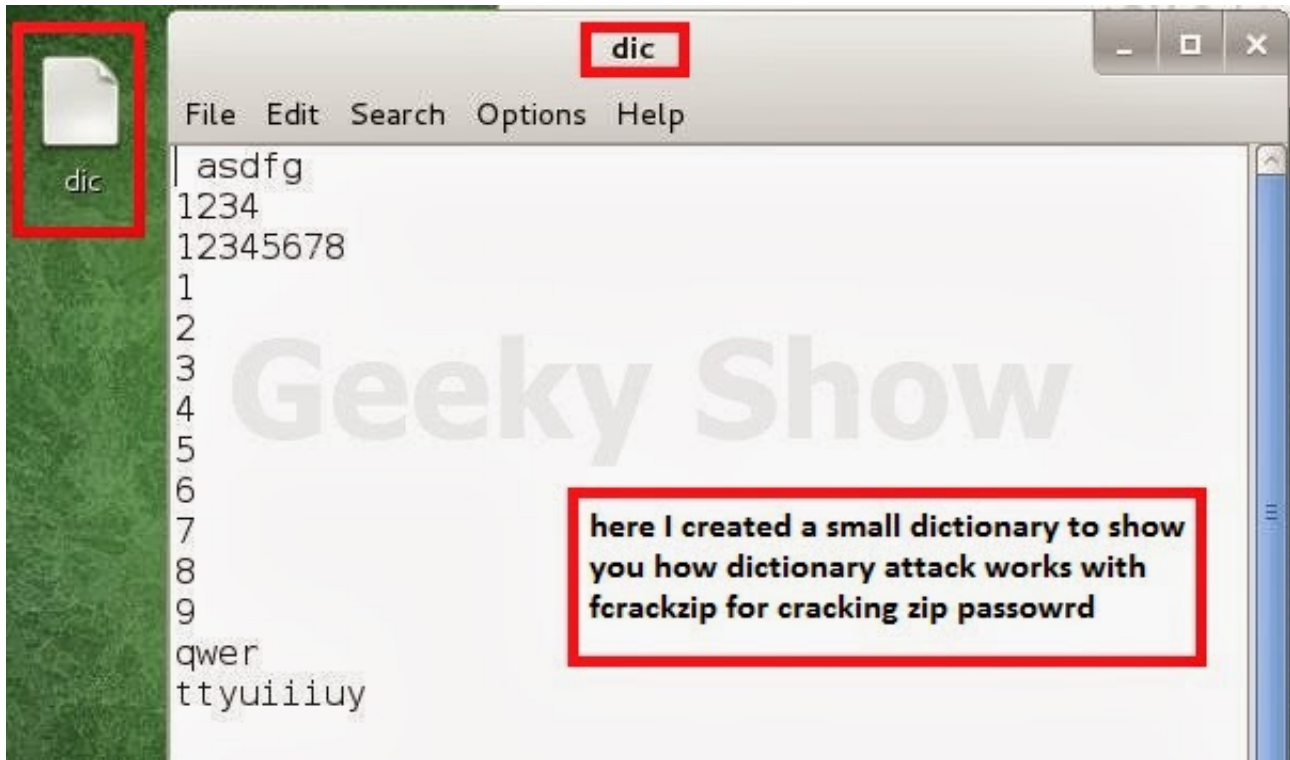 dic
dic
File Edit Search Options Help
asdfg
1234
12345678
1
2
3
4
5
6
7
8
9
qwer
ttyuiiiuy
Geeky Show
here I created a small dictionary to show
you how dictionary attack works with
fcrackzip for cracking zip passowrd